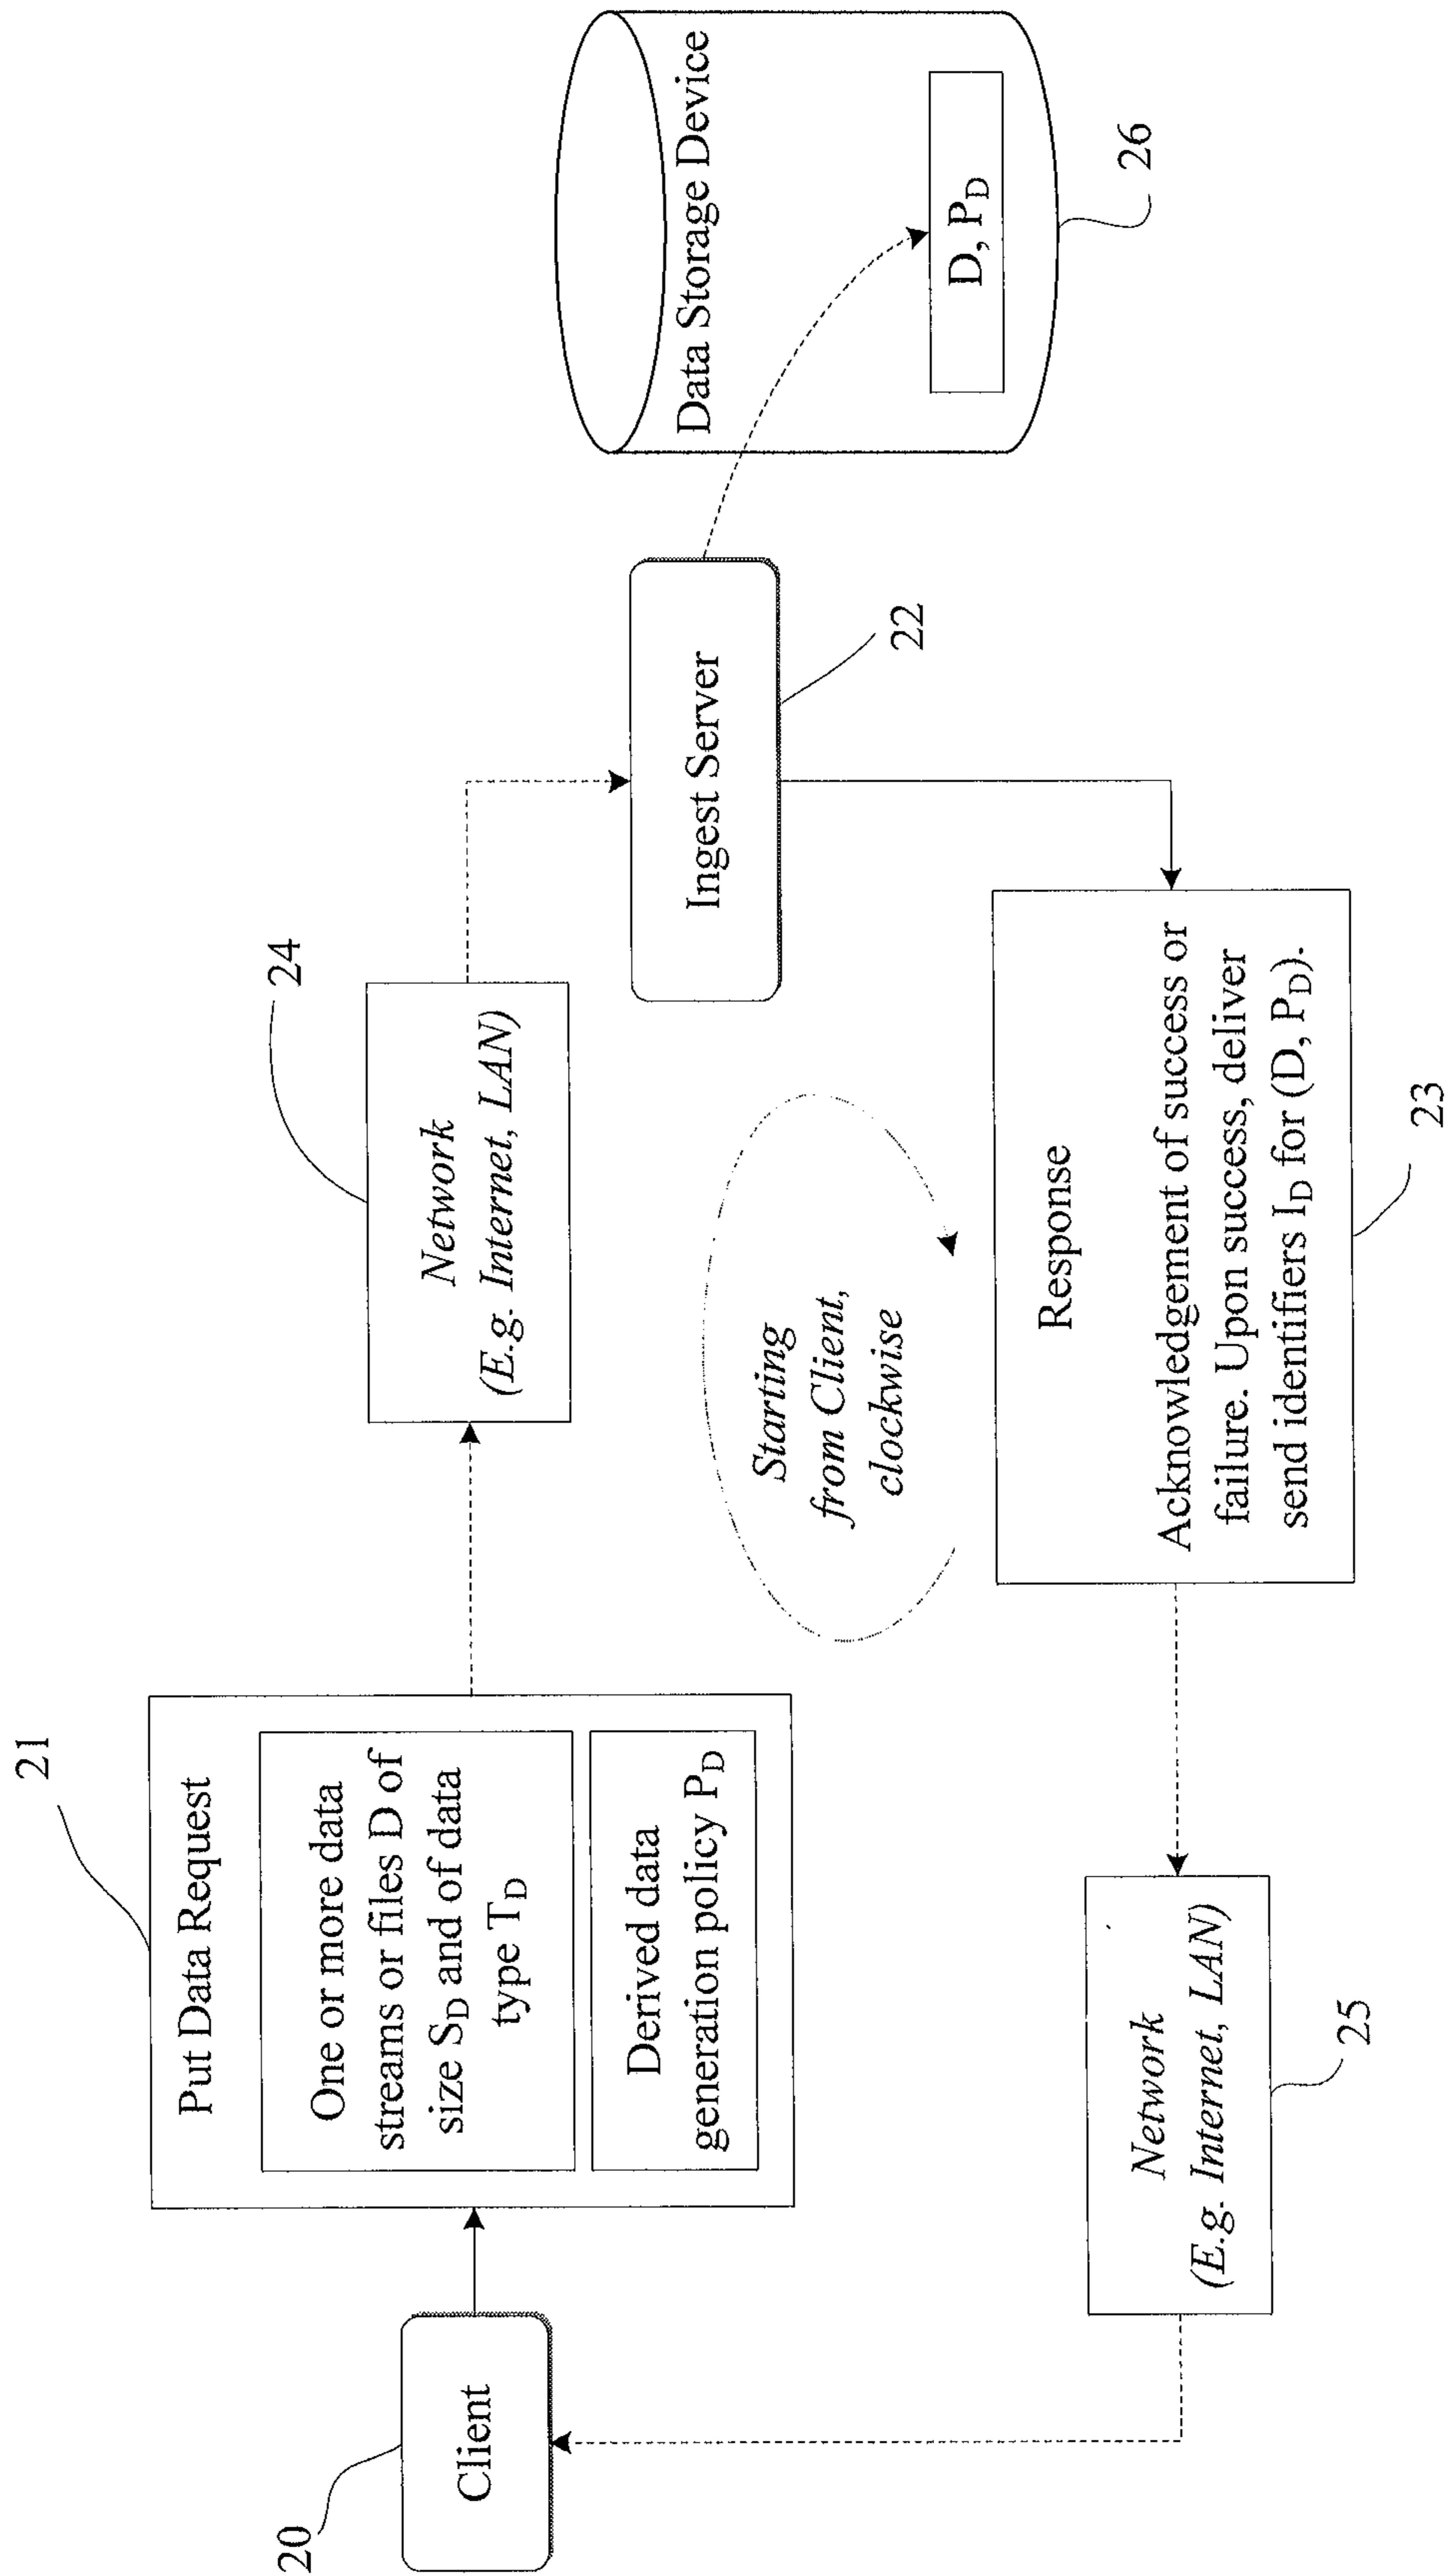 20
Client
21
Put Data Request
One or more data
streams or files D of
size S_D and of data
type T_D
Derived data
generation policy P_D
24
Network
(E.g. Internet, LAN)
Ingest Server
22
Data Storage Device
D, P_D
26
Starting
from Client,
clockwise
Response
Acknowledgement of success or
failure. Upon success, deliver
send identifiers I_D for (D, P_D).
23
Network
(E.g. Internet, LAN)
25